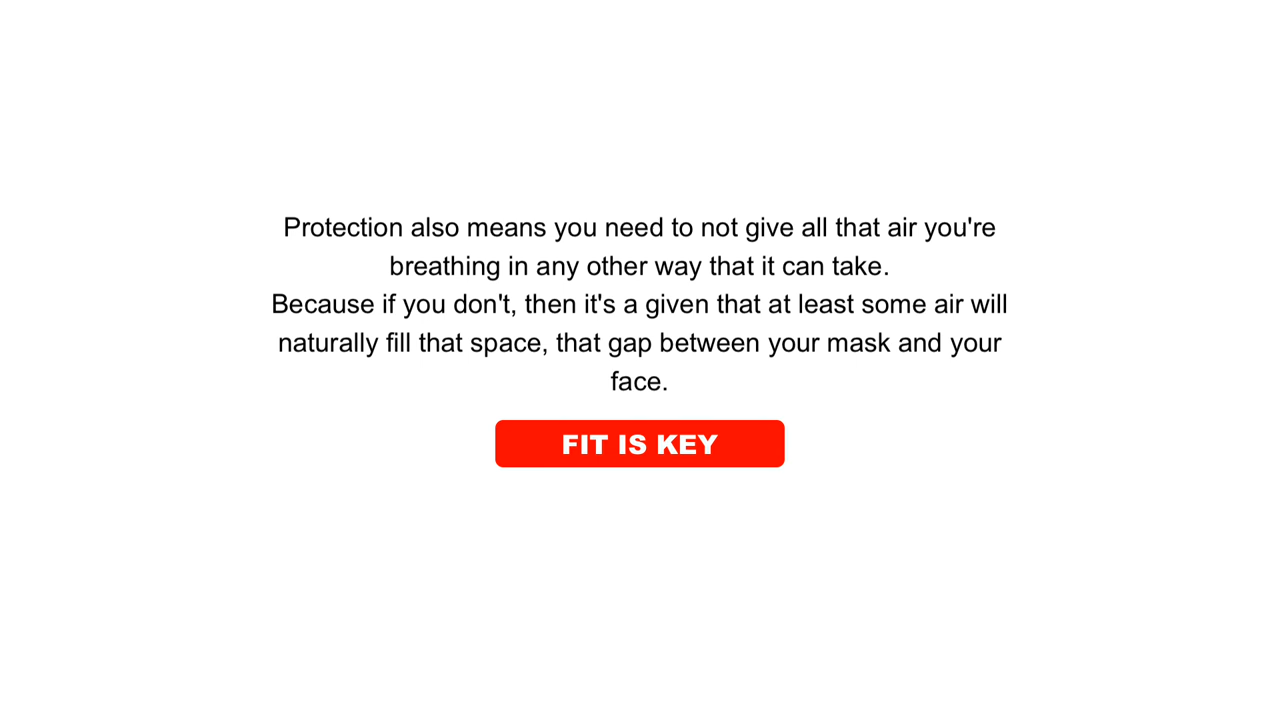 Protection also means you need to not give all that air you're
breathing in any other way that it can take.
Because if you don't, then it's a given that at least some air will
naturally fill that space, that gap between your mask and your
face.
FIT IS KEY